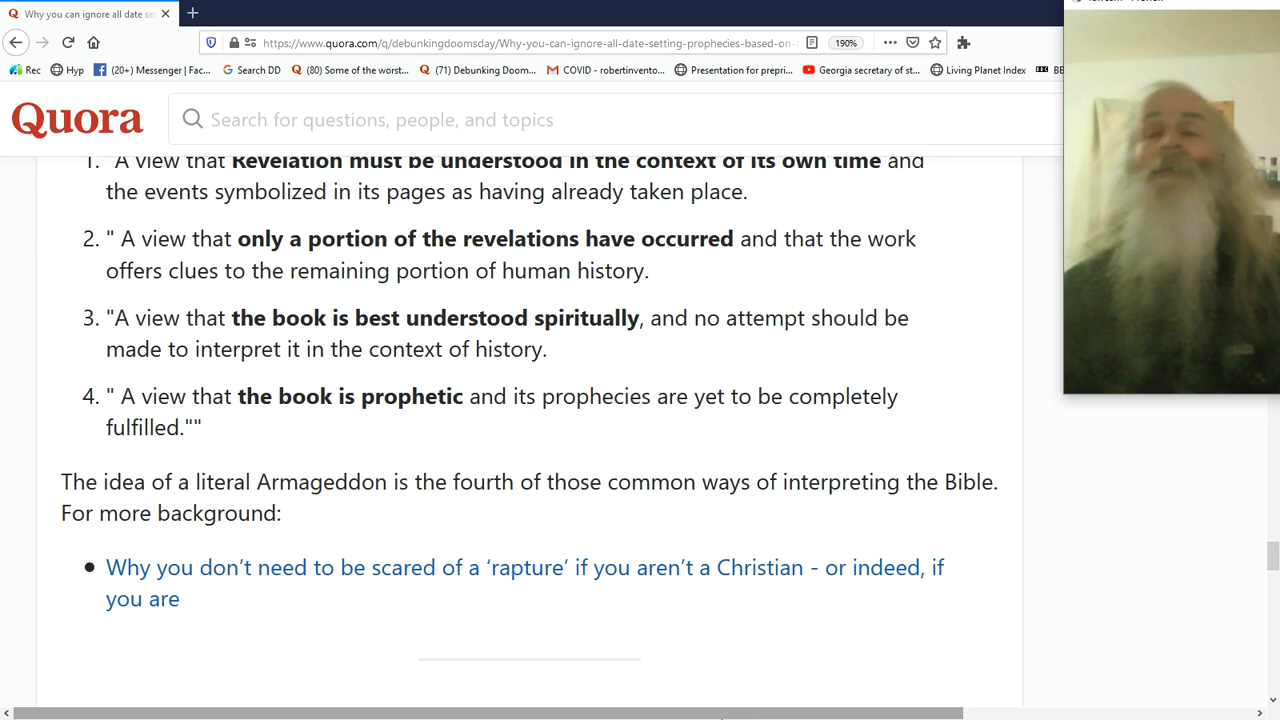 Why you can ignore all date se
https://www.quora.com/q/debunkingdoomsday/Why-you-can-ignore-all-date-setting-prophecies-based-on-
190%
Rec
Hyp
(20+) Messenger | Fac...
Search DD
(80) Some of the worst...
(71) Debunking Doom...
COVID - robertinvento...
Presentation for prepri...
Georgia secretary of st...
Living Planet Index
Quora
Search for questions, people, and topics
1. "A view that Revelation must be understood in the context of its own time and
the events symbolized in its pages as having already taken place.
2. " A view that only a portion of the revelations have occurred and that the work
offers clues to the remaining portion of human history.
3. "A view that the book is best understood spiritually, and no attempt should be
made to interpret it in the context of history.
4. " A view that the book is prophetic and its prophecies are yet to be completely
fulfilled.""
The idea of a literal Armageddon is the fourth of those common ways of interpreting the Bible.
For more background:
● Why you don’t need to be scared of a ‘rapture’ if you aren’t a Christian - or indeed, if
you are